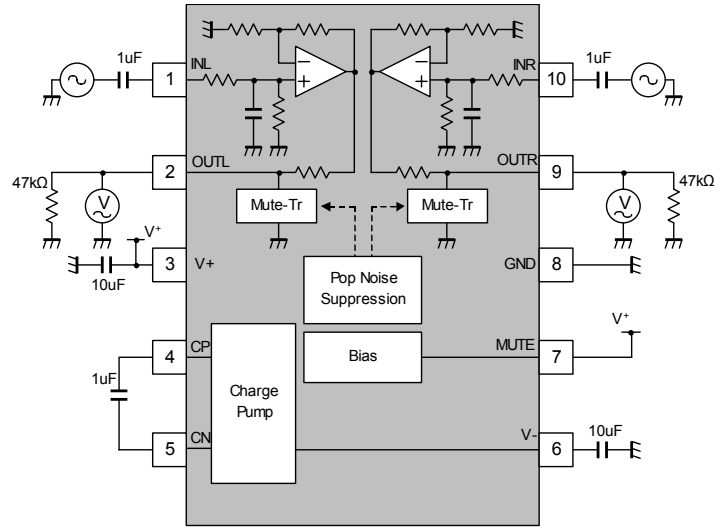 1uF
1
INL
−
+
−
+
INR
10
1uF
2
OUTL
OUTR
9
47kΩ
V
Mute-Tr
Mute-Tr
V
47kΩ
V+
3
V+
10uF
Pop Noise
Suppression
GND
8
4
CP
Bias
MUTE
7
V+
1uF
Charge
Pump
5
CN
V-
6
10uF